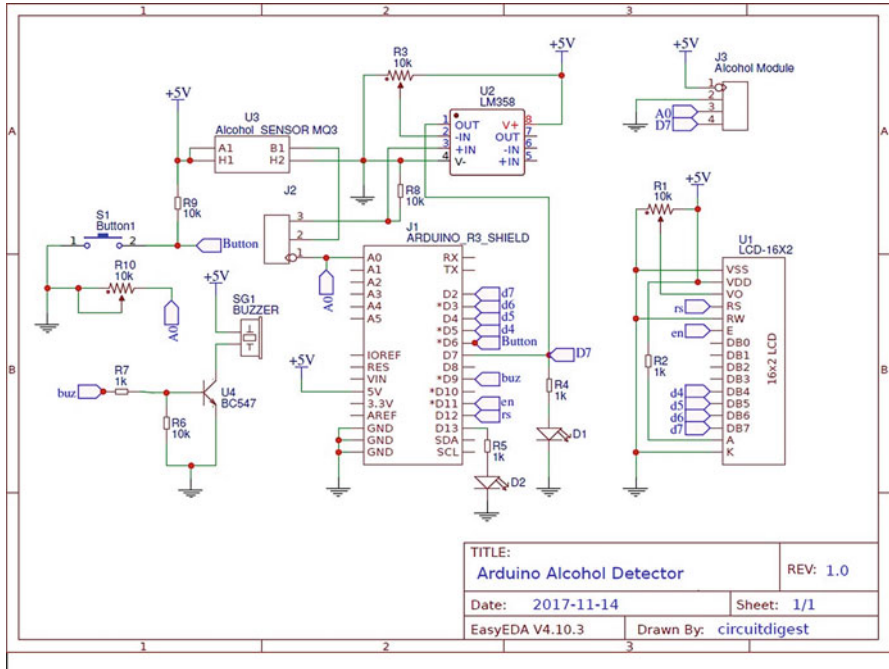 1 2 3
A
B
+5V
U3
Alcohol_SENSOR MQ3
A1 B1
H1 H2
R3
10k
+5V
U2
LM358
1 OUT V+ 8
2 -IN OUT 7
3 +IN -IN 6
4 V- +IN 5
+5V
J3
Alcohol Module
1
2
A0 3
D7 4
R9
10k
J2
3
2
1
R8
10k
S1
Button1
1 2
Button
R10
10k
A0
A0
+5V
SG1
BUZZER
buz
R7
1k
U4
BC547
R6
10k
+5V
J1
ARDUINO_R3_SHIELD
A0 RX
A1 TX
A2
A3 D2 d7
A4 *D3 d6
A5 D4 d5
*D5 d4
*D6 Button
IOREF D7 D7
RES D8
VIN *D9 buz
5V *D10
3.3V *D11 en
AREF D12 rs
GND D13
GND SDA
GND SCL
R4
1k
D1
R5
1k
D2
+5V
R1
10k
U1
LCD-16X2
VSS
VDD
VO
rs RS
RW
en E
DB0
DB1
DB2
DB3
d4 DB4
d5 DB5
d6 DB6
d7 DB7
A
K
16x2 LCD
R2
1k
A
B
TITLE:
Arduino Alcohol Detector
REV: 1.0
Date: 2017-11-14
Sheet: 1/1
EasyEDA V4.10.3
Drawn By: circuitdigest
1 2 3